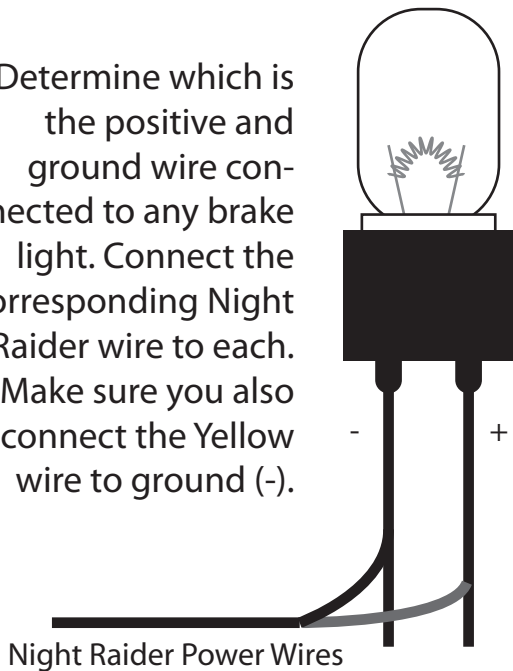 Determine which is
the positive and
ground wire con-
nected to any brake
light. Connect the
corresponding Night
Raider wire to each.
Make sure you also
connect the Yellow
wire to ground (-).
-
+
Night Raider Power Wires